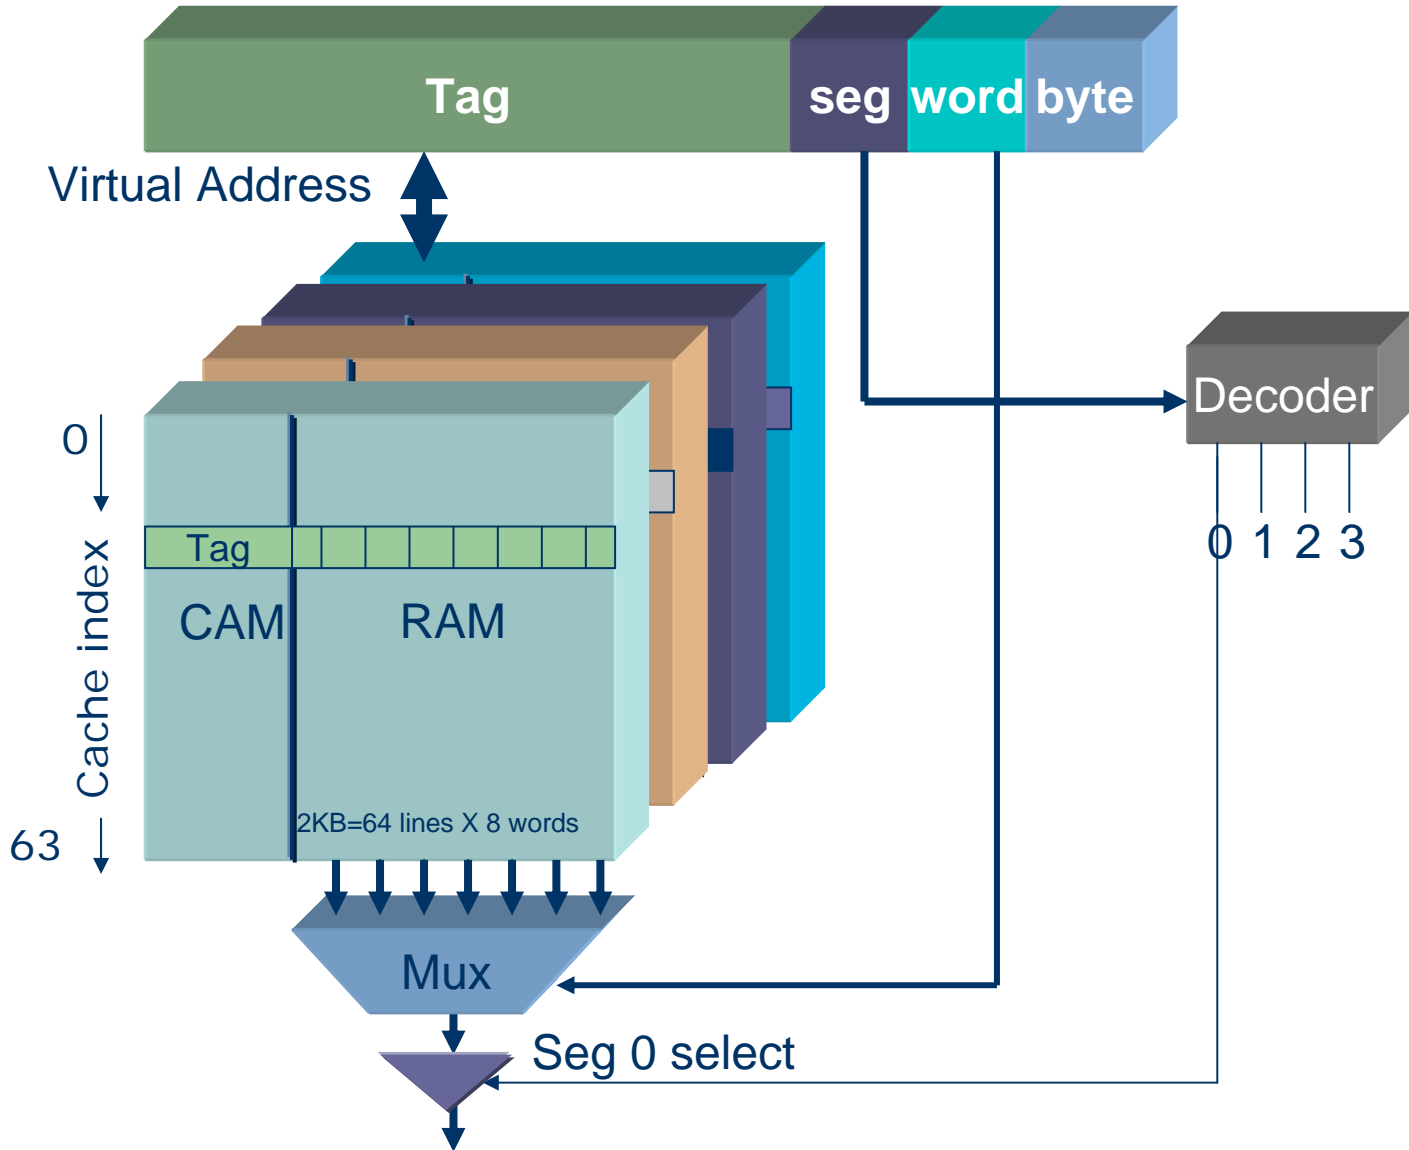 Tag seg word byte
Virtual Address
Decoder
0 1 2 3
0
Cache index
63
Tag
CAM RAM
2KB=64 lines X 8 words
Mux
Seg 0 select